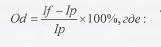 Od = (If − Ip) / Ip × 100%, где: